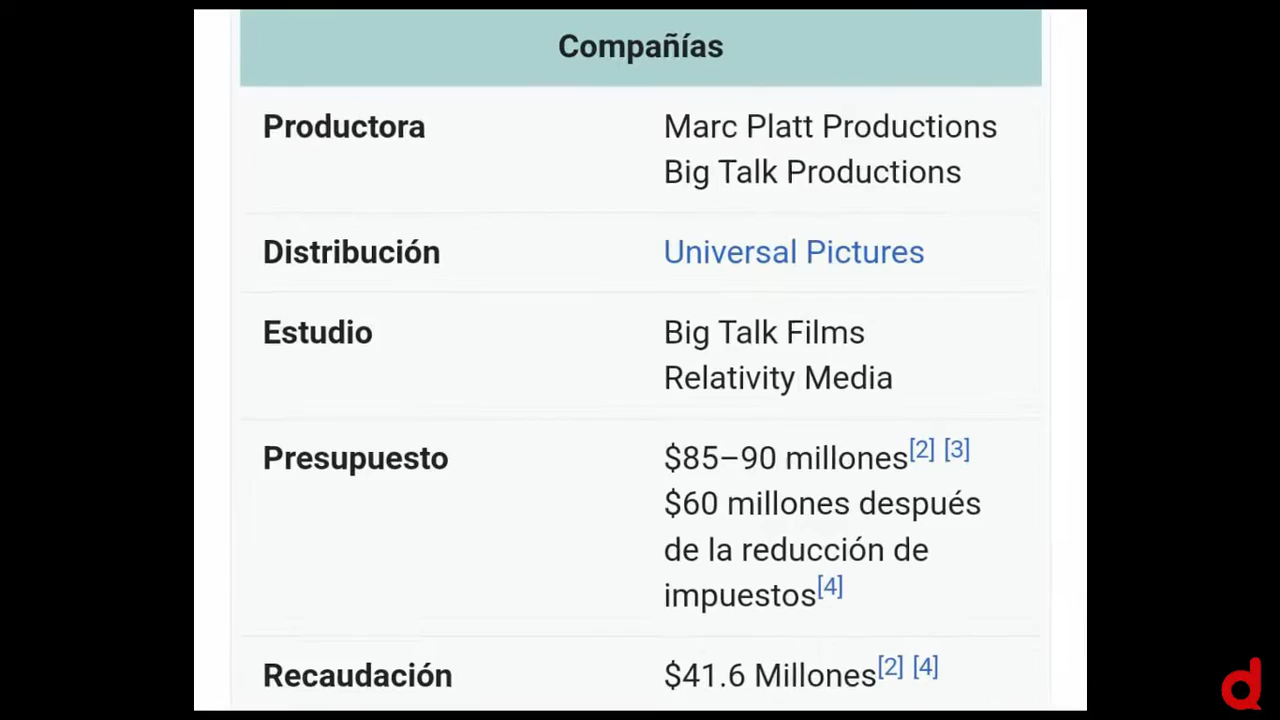 Compañías
Productora
Marc Platt Productions
Big Talk Productions
Distribución
Universal Pictures
Estudio
Big Talk Films
Relativity Media
Presupuesto
$85–90 millones[2] [3]
$60 millones después
de la reducción de
impuestos[4]
Recaudación
$41.6 Millones[2] [4]